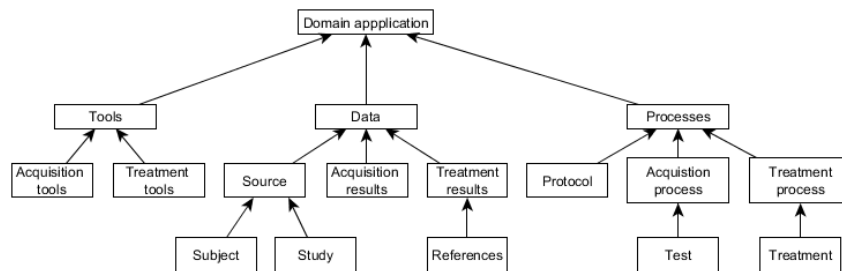 Domain appplication
Tools
Data
Processes
Acquisition
tools
Treatment
tools
Source
Acquisition
results
Treatment
results
Protocol
Acquction
process
Treatment
process
Subject
Study
References
Test
Treatment